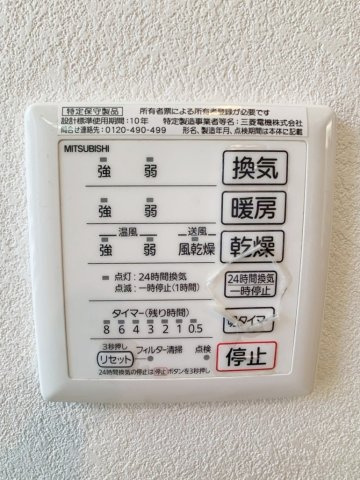 特定保守製品 所有者票による所有者登録が必要です
設計標準使用期間:10年 特定製造事業者等名:三菱電機株式会社
問合せ連絡先:0120-490-499 形名、製造年月、点検期間は本体に記載
MITSUBISHI
強 弱 換気
強 弱 暖房
温風 送風
強 弱 風乾燥 乾燥
点灯:24時間換気
点滅:一時停止(1時間)
24時間換気
一時停止
タイマー(残り時間)
8 6 4 3 2 1 0.5
切タイマー
3秒押し
リセット フィルター清掃 点検 停止
24時間換気の停止は停止ボタンを3秒押し